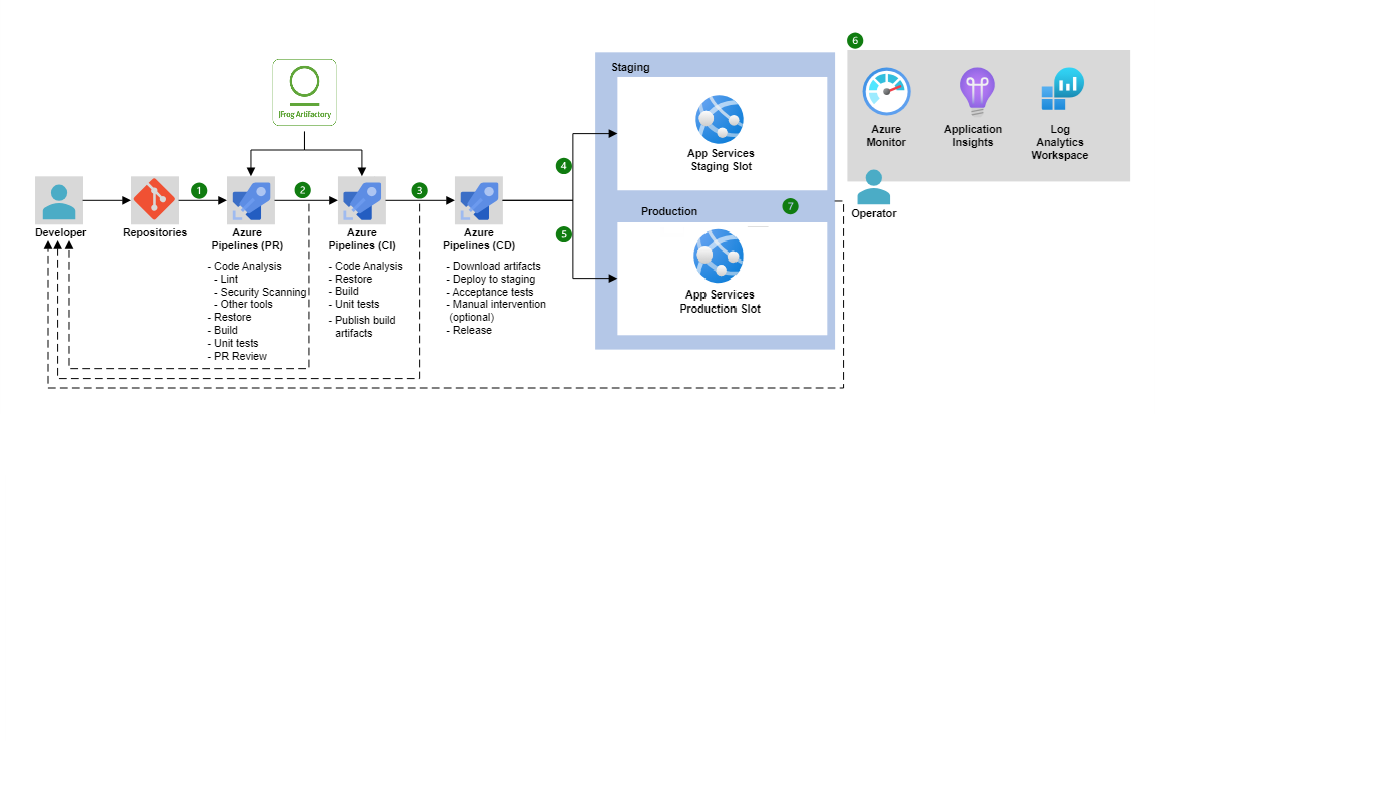 6
Staging
JFrog Artifactory
Azure
Monitor
Application
Insights
Log
Analytics
Workspace
App Services
Staging Slot
4
1
2
3
7
Production
Operator
5
Developer
Repositories
Azure
Pipelines (PR)
- Code Analysis
- Lint
- Security Scanning
- Other tools
- Restore
- Build
- Unit tests
- PR Review
Azure
Pipelines (CI)
- Code Analysis
- Restore
- Build
- Unit tests
- Publish build
artifacts
Azure
Pipelines (CD)
- Download artifacts
- Deploy to staging
- Acceptance tests
- Manual intervention
(optional)
- Release
App Services
Production Slot